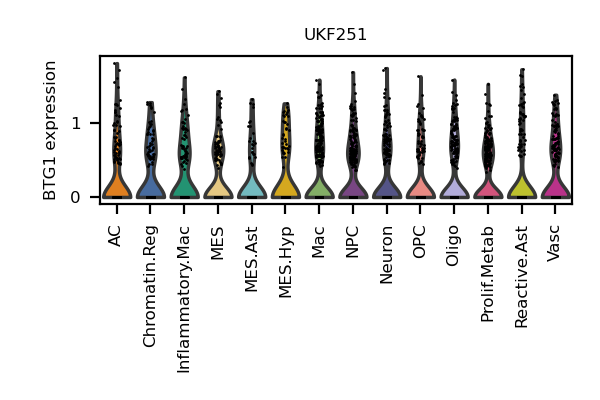 UKF251
BTG1 expression
1
0
AC
Chromatin.Reg
Inflammatory.Mac
MES
MES.Ast
MES.Hyp
Mac
NPC
Neuron
OPC
Oligo
Prolif.Metab
Reactive.Ast
Vasc